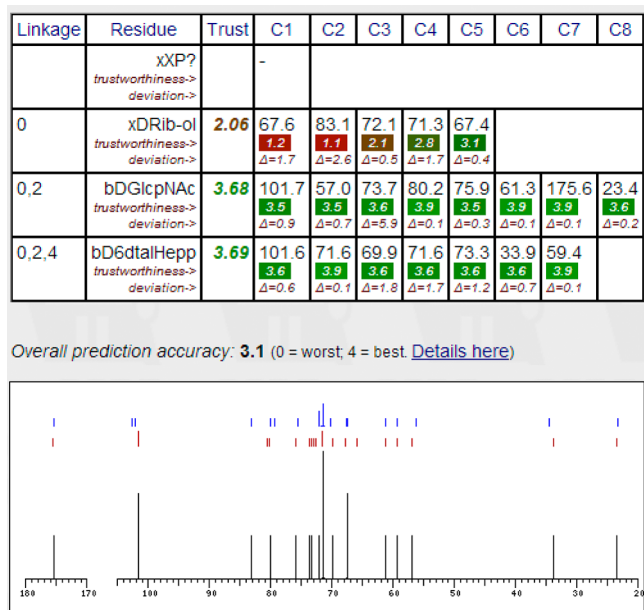 Linkage Residue Trust C1 C2 C3 C4 C5 C6 C7 C8
xXP? -
trustworthiness->
deviation->
0 xDRib-ol 2.06 67.6 83.1 72.1 71.3 67.4
trustworthiness-> 1.2 1.1 2.1 2.8 3.1
deviation-> Δ=1.7 Δ=2.6 Δ=0.5 Δ=1.7 Δ=0.4
0,2 bDGlcpNAc 3.68 101.7 57.0 73.7 80.2 75.9 61.3 175.6 23.4
trustworthiness-> 3.5 3.5 3.6 3.9 3.5 3.9 3.9 3.6
deviation-> Δ=0.9 Δ=0.7 Δ=5.9 Δ=0.1 Δ=0.3 Δ=0.1 Δ=0.1 Δ=0.2
0,2,4 bD6dtalHepp 3.69 101.6 71.6 69.9 71.6 73.3 33.9 59.4
trustworthiness-> 3.6 3.9 3.6 3.6 3.6 3.6 3.9
deviation-> Δ=0.6 Δ=0.1 Δ=1.8 Δ=1.7 Δ=1.2 Δ=0.7 Δ=0.1
Overall prediction accuracy: 3.1 (0 = worst; 4 = best. Details here)
180 170 100 90 80 70 60 50 40 30 20